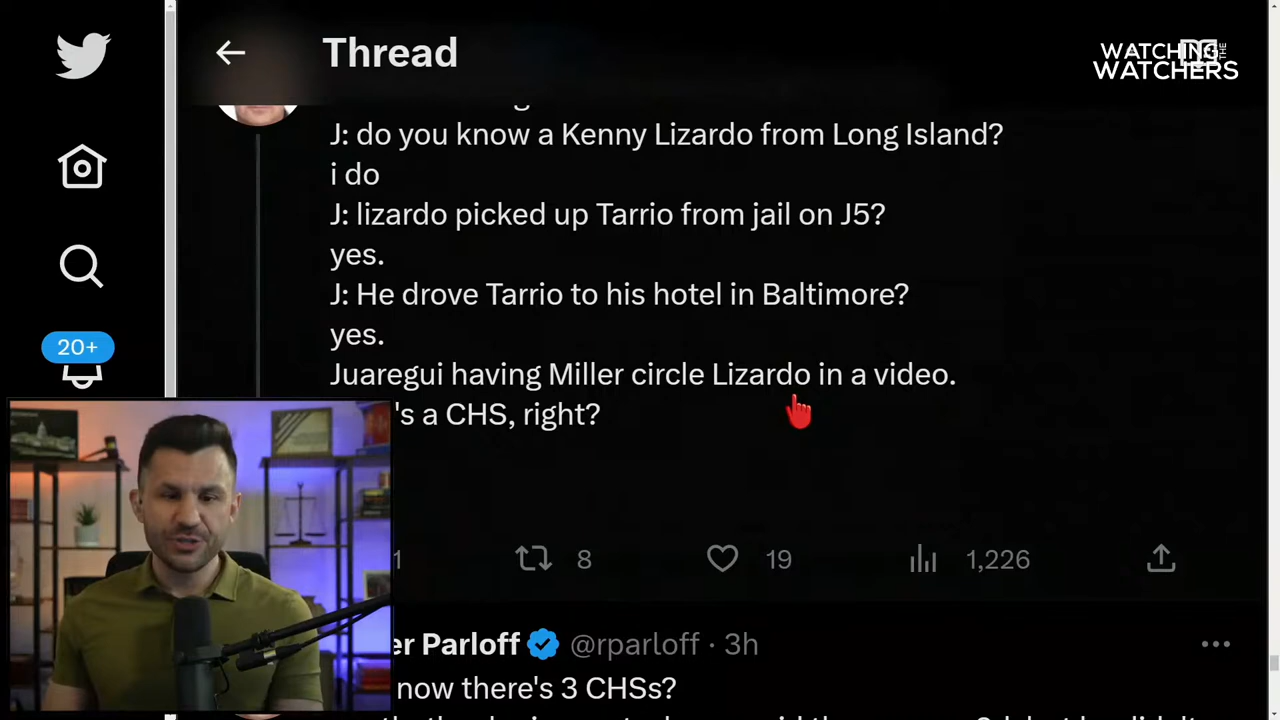 Thread
WATCHING THE
WATCHERS
J: do you know a Kenny Lizardo from Long Island?
i do
J: lizardo picked up Tarrio from jail on J5?
yes.
J: He drove Tarrio to his hotel in Baltimore?
yes.
Juaregui having Miller circle Lizardo in a video.
's a CHS, right?
20+
1 8 19 1,226
er Parloff @rparloff · 3h
now there's 3 CHSs?